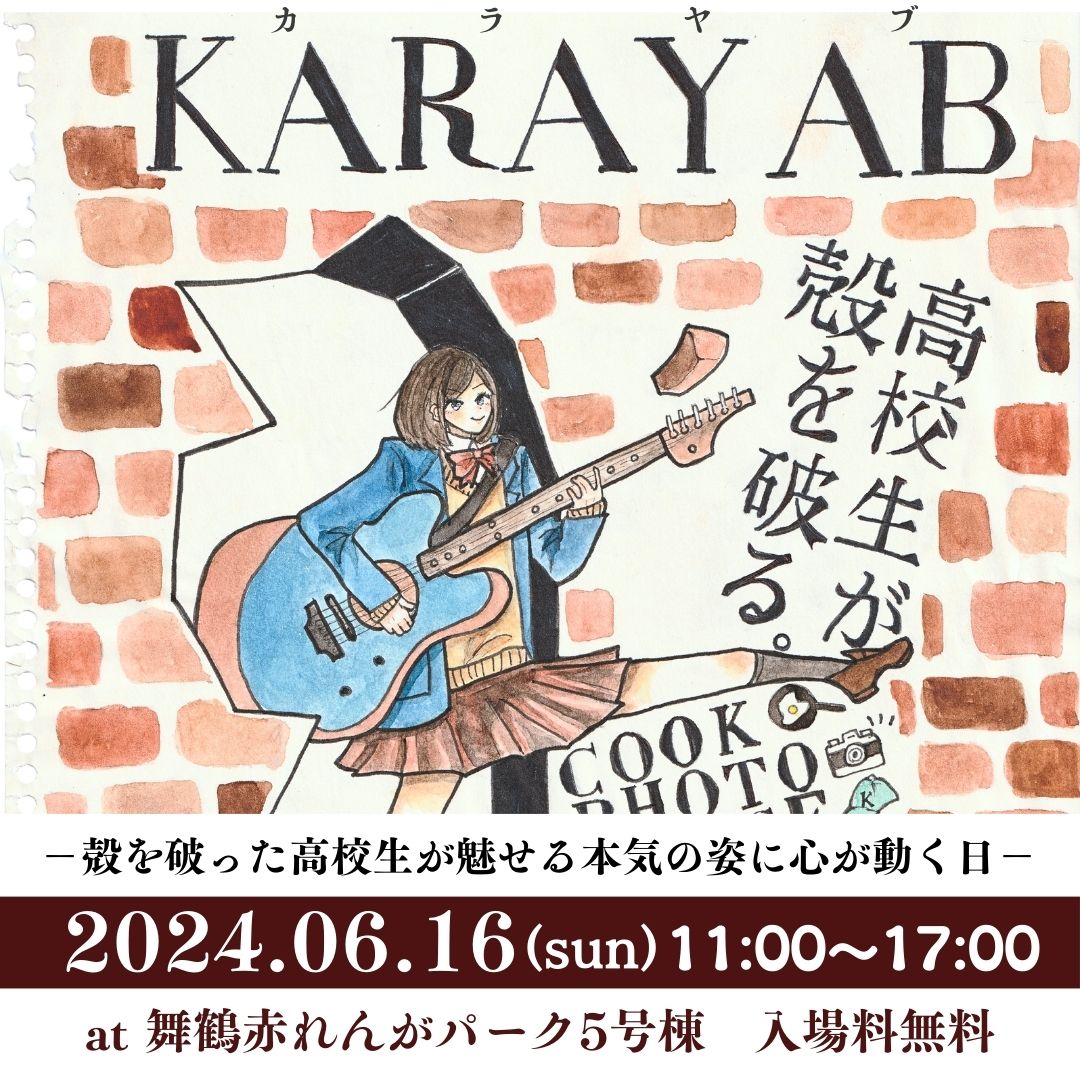 カラヤブ
KARAYAB
高校生が
殻を破る。
COOK
PHOTO
K
－殻を破った高校生が魅せる本気の姿に心が動く日－
2024.06.16(sun) 11:00～17:00
at 舞鶴赤れんがパーク5号棟　入場料無料